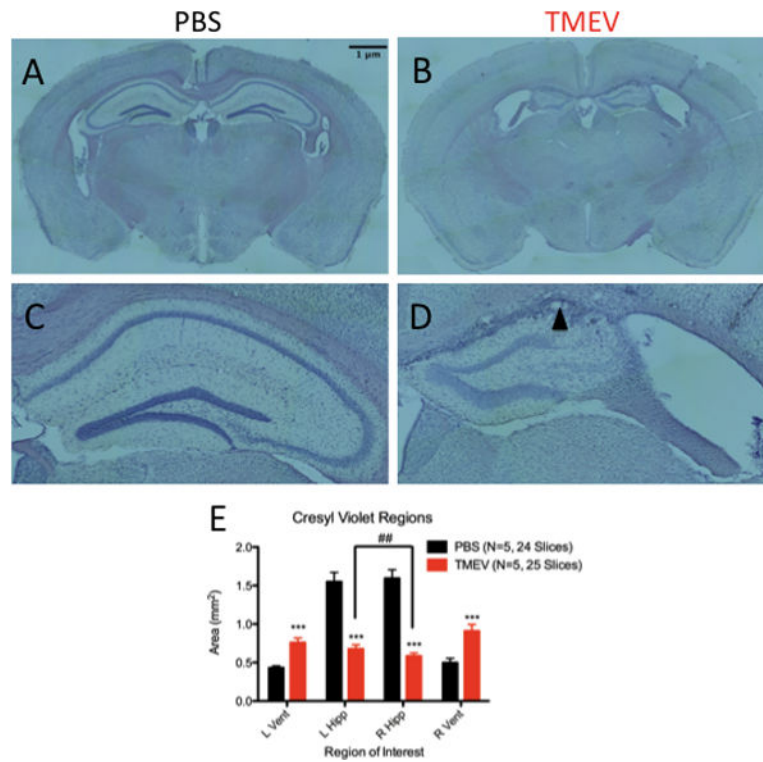 PBS
TMEV
A
1 μm
B
C
D
E
Cresyl Violet Regions
##
PBS (N=5, 24 Slices)
TMEV (N=5, 25 Slices)
2.0
1.5
1.0
0.5
0.0
Area (mm²)
***
***
***
***
L Vent
L Hipp
R Hipp
R Vent
Region of Interest